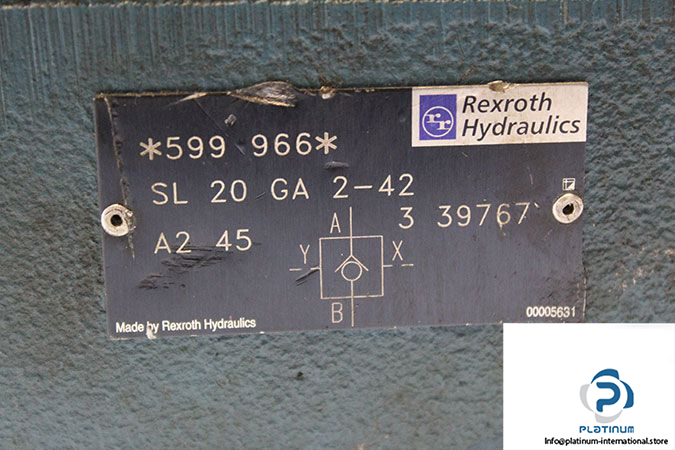 Rexroth
Hydraulics
*599 966*
SL 20 GA 2-42
3 39767
A2 45
A
Y
X
B
Made by Rexroth Hydraulics
00005631
PLATINUM
Info@platinum-international.store